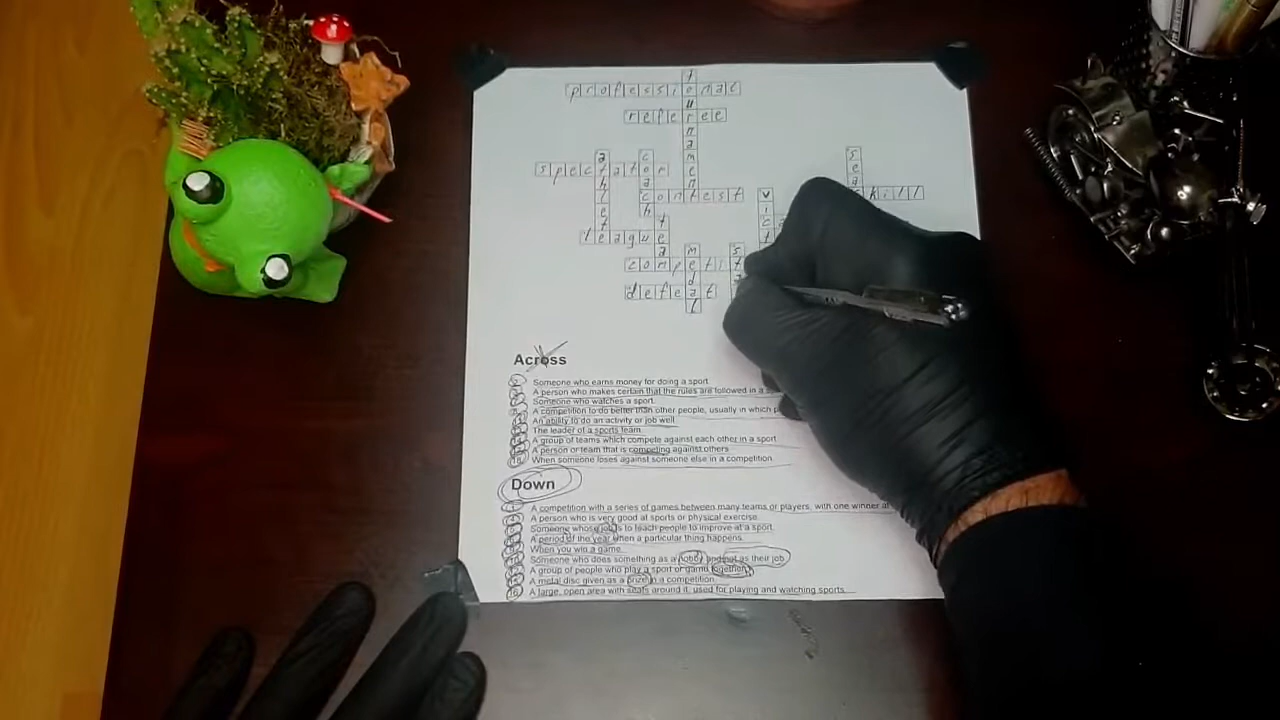 professional
referee
spectator
contest
skill
league
competit
defeat
tournament
athlete
coach
team
medal
Across
Someone who earns money for doing a sport
A person who makes certain that the rules are followed in a
Someone who watches a sport.
A competition to do better than other people, usually in which p
An ability to do an activity or job well
The leader of a sports team
A group of teams which compete against each other in a sport
A person or team that is competing against others
When someone loses against someone else in a competition.
Down
A competition with a series of games between many teams or players, with one winner at
A person who is very good at sports or physical exercise
Someone whose job is to teach people to improve at a sport.
A period of the year when a particular thing happens.
When you win a game
Someone who does something as a hobby and not as their job
A group of people who play a sport or game together
A metal disc given as a prize in a competition.
A large, open area with seats around it, used for playing and watching sports